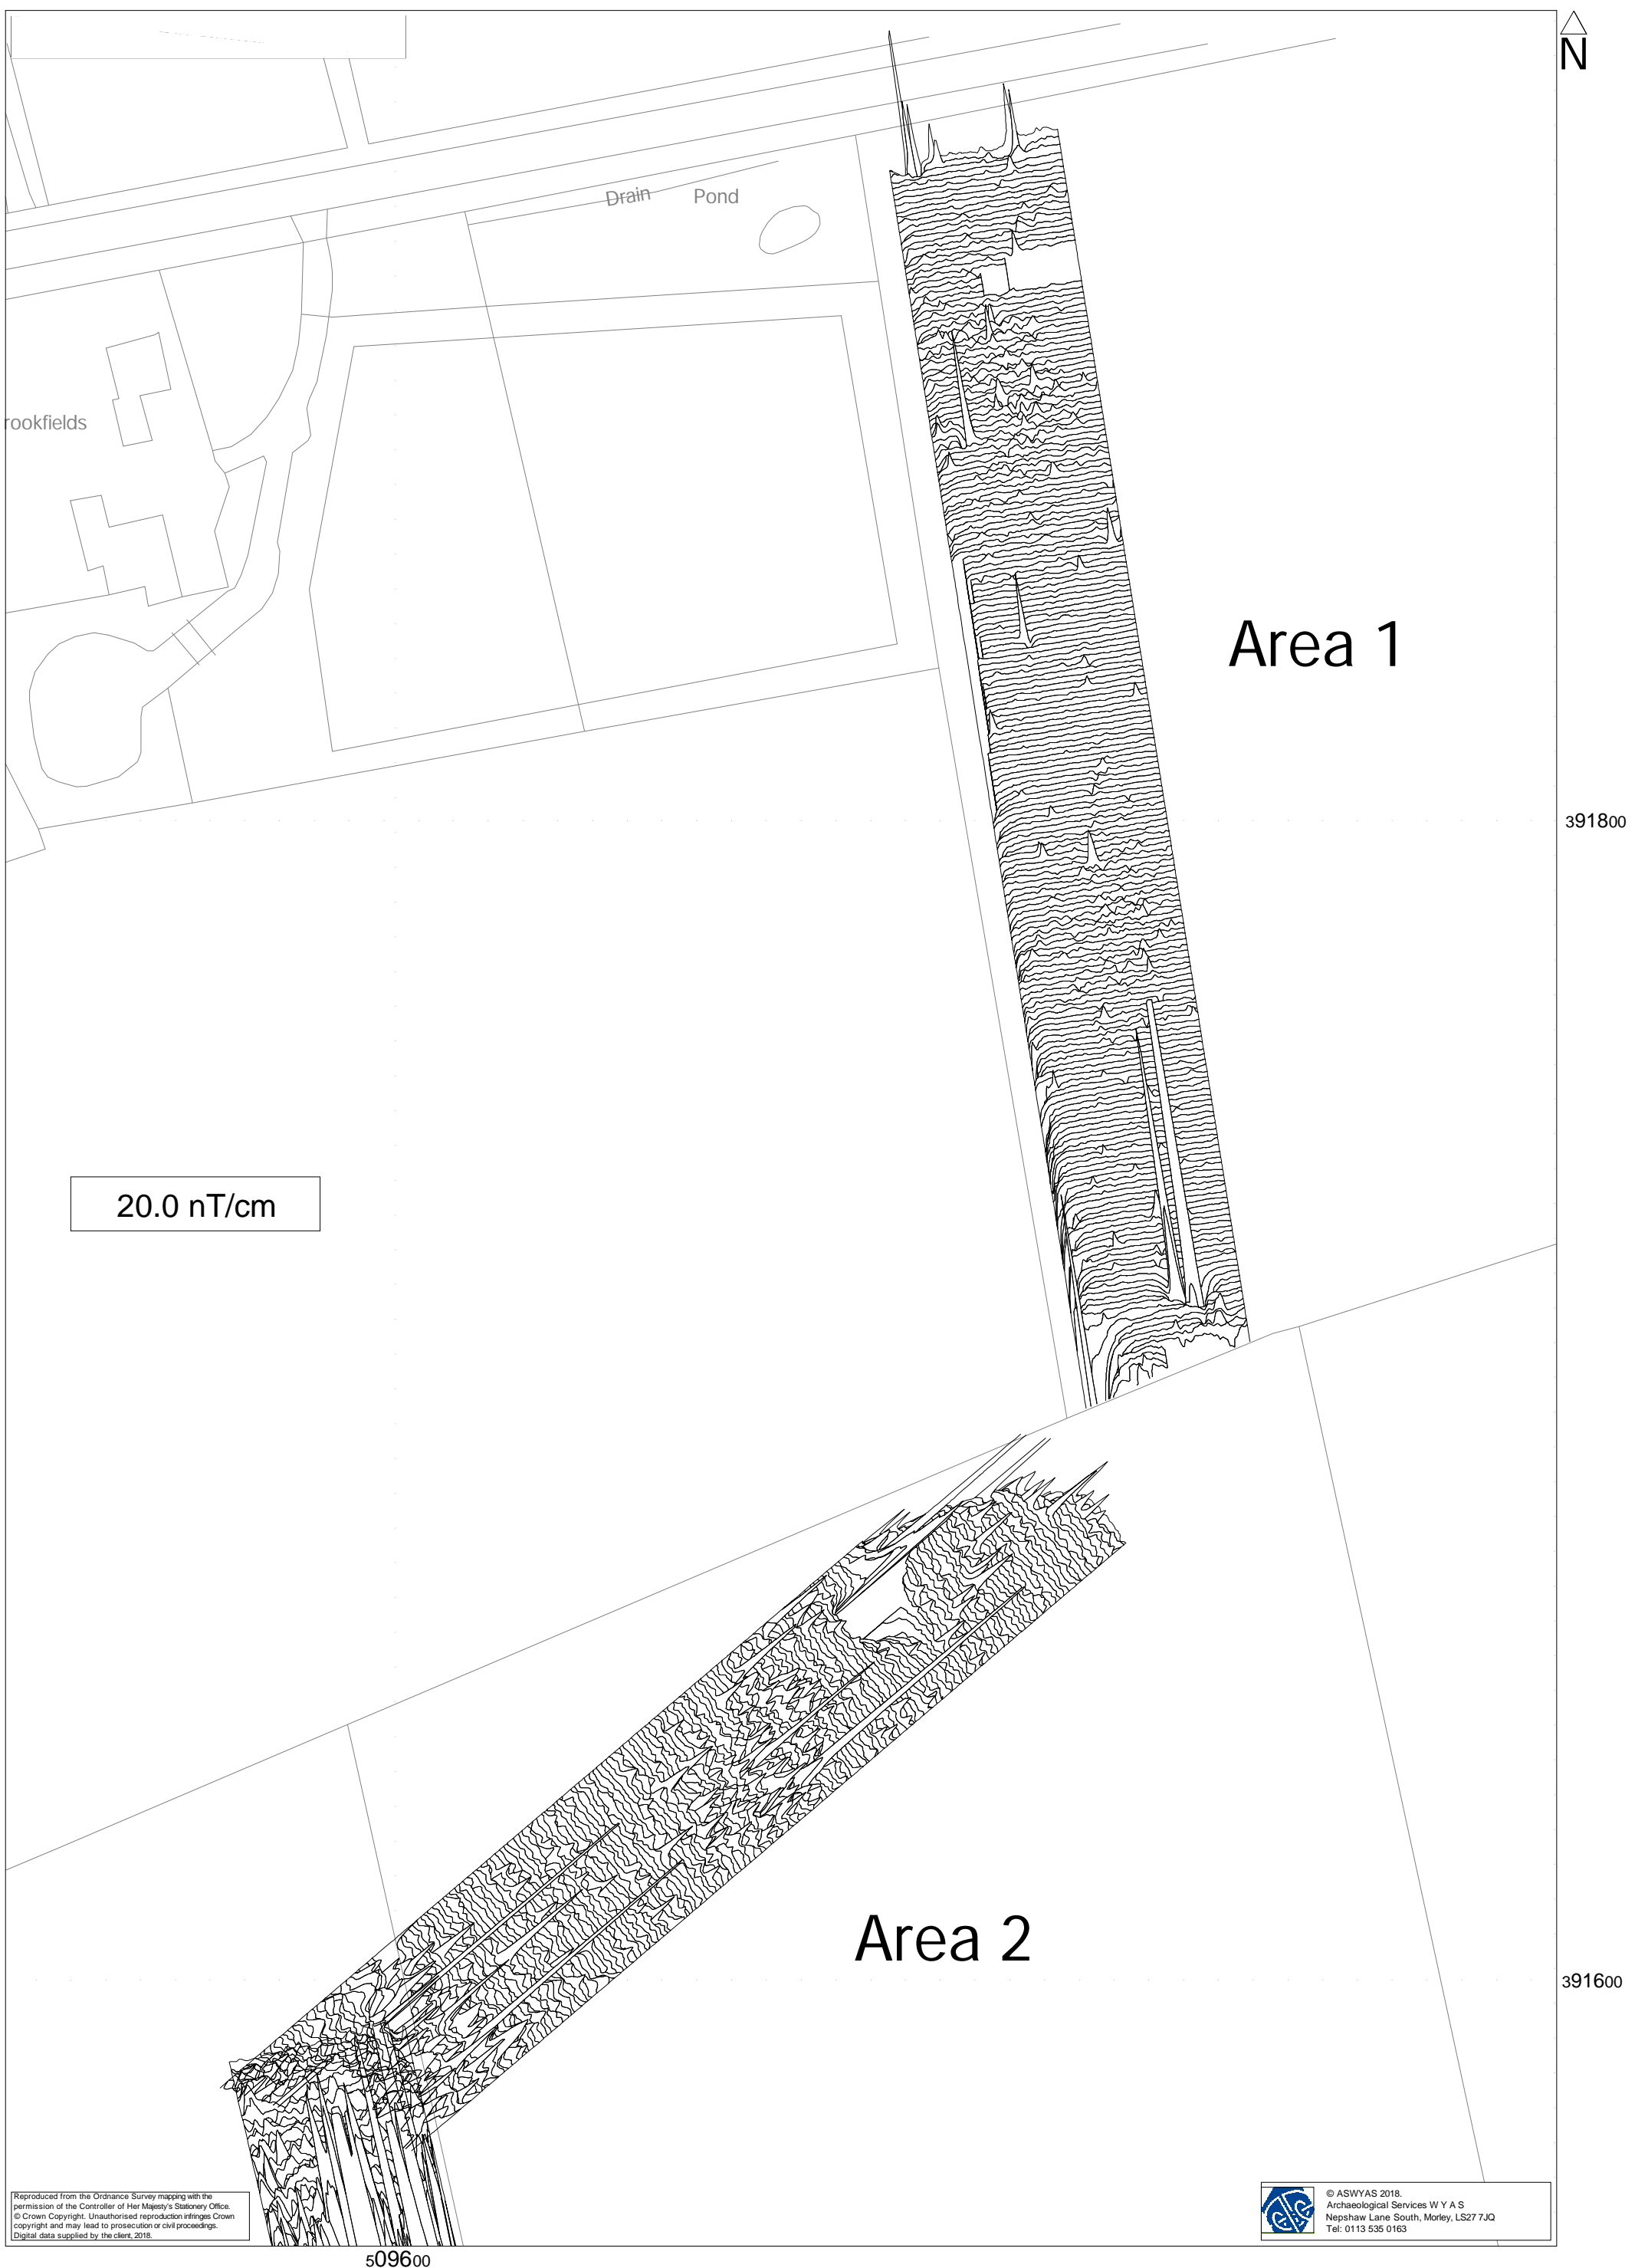 N
Drain
Pond
rookfields
Area 1
391800
20.0 nT/cm
Area 2
391600
Reproduced from the Ordnance Survey mapping with the
permission of the Controller of Her Majesty's Stationery Office.
© Crown Copyright. Unauthorised reproduction infringes Crown
copyright and may lead to prosecution or civil proceedings.
Digital data supplied by the client, 2018.
© ASWYAS 2018.
Archaeological Services W Y A S
Nepshaw Lane South, Morley, LS27 7JQ
Tel: 0113 535 0163
509600